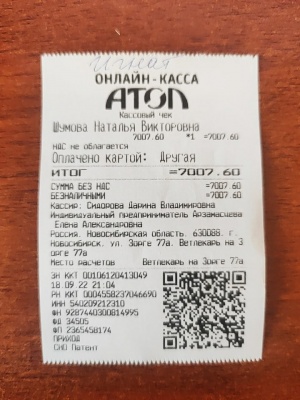 ОНЛАЙН-КАССА
АТОЛ
Кассовый чек
Шумова Наталья Викторовна
7007.60 *1 =7007.60
НДС не облагается
Оплачено картой: Другая
ИТОГ =7007.60
СУММА БЕЗ НДС =7007.60
БЕЗНАЛИЧНЫМИ =7007.60
Кассир: Сидорова Дарина Владимировна
Индивидуальный предприниматель Арзамасцева
Елена Александровна
Россия. Новосибирская область. 630088. г.
Новосибирск. ул. Зорге 77а. Ветлекарь на З
орге 77а
Место расчетов Ветлекарь на Зорге 77а
ЗН ККТ 00106120413049
18.09.22 21:04
РН ККТ 0004558237046690
ИНН 540209212310
ФН 9287440300814995
ФД 34505
ФП 2365458174
ПРИХОД
СНО Патент